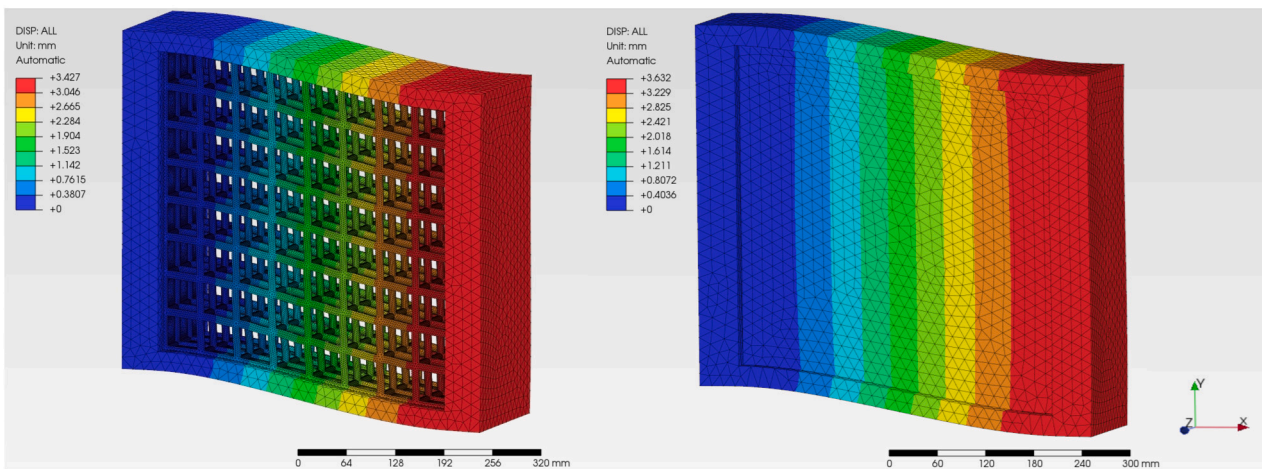 DISP: ALL
Unit: mm
Automatic
+3.427
+3.046
+2.665
+2.284
+1.904
+1.523
+1.142
+0.7615
+0.3807
+0
0 64 128 192 256 320 mm
DISP: ALL
Unit: mm
Automatic
+3.632
+3.229
+2.825
+2.421
+2.018
+1.614
+1.211
+0.8072
+0.4036
+0
0 60 120 180 240 300 mm
Y
Z X